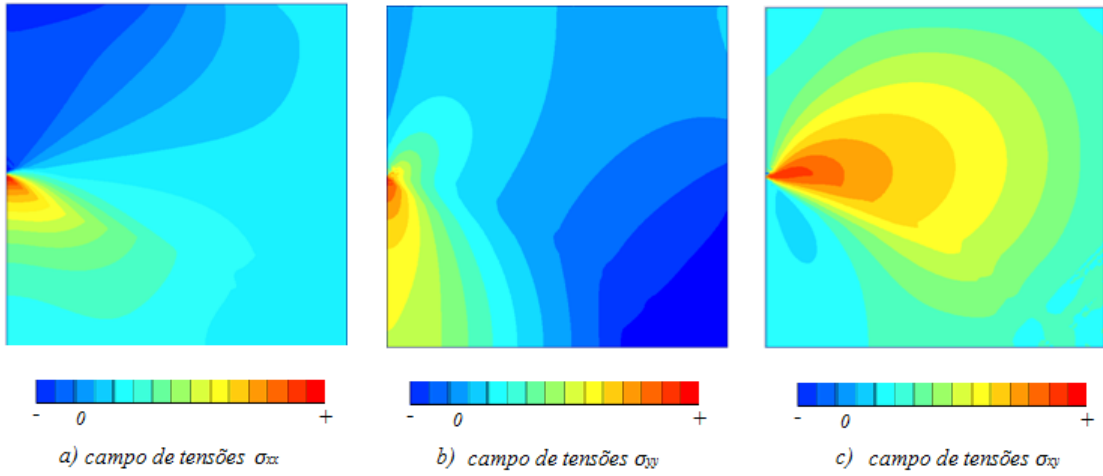 - 0 +
- 0 +
- 0 +
a) campo de tensões σxx
b) campo de tensões σyy
c) campo de tensões σxy